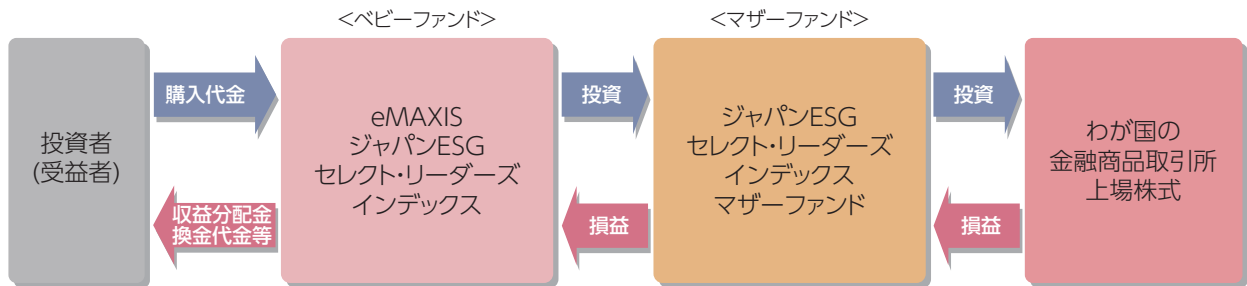 <ベビーファンド>
<マザーファンド>
投資者
(受益者)
購入代金
収益分配金
換金代金等
eMAXIS
ジャパンESG
セレクト・リーダーズ
インデックス
投資
損益
ジャパンESG
セレクト・リーダーズ
インデックス
マザーファンド
投資
損益
わが国の
金融商品取引所
上場株式